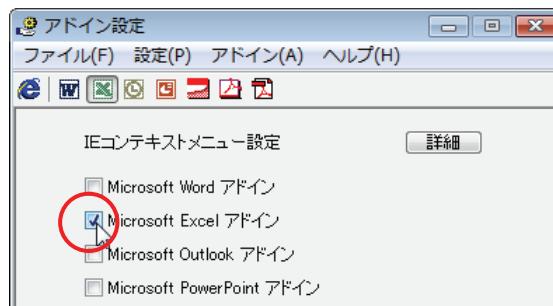 アドイン設定
ファイル(F) 設定(P) アドイン(A) ヘルプ(H)
IEコンテキストメニュー設定 詳細
Microsoft Word アドイン
Microsoft Excel アドイン
Microsoft Outlook アドイン
Microsoft PowerPoint アドイン